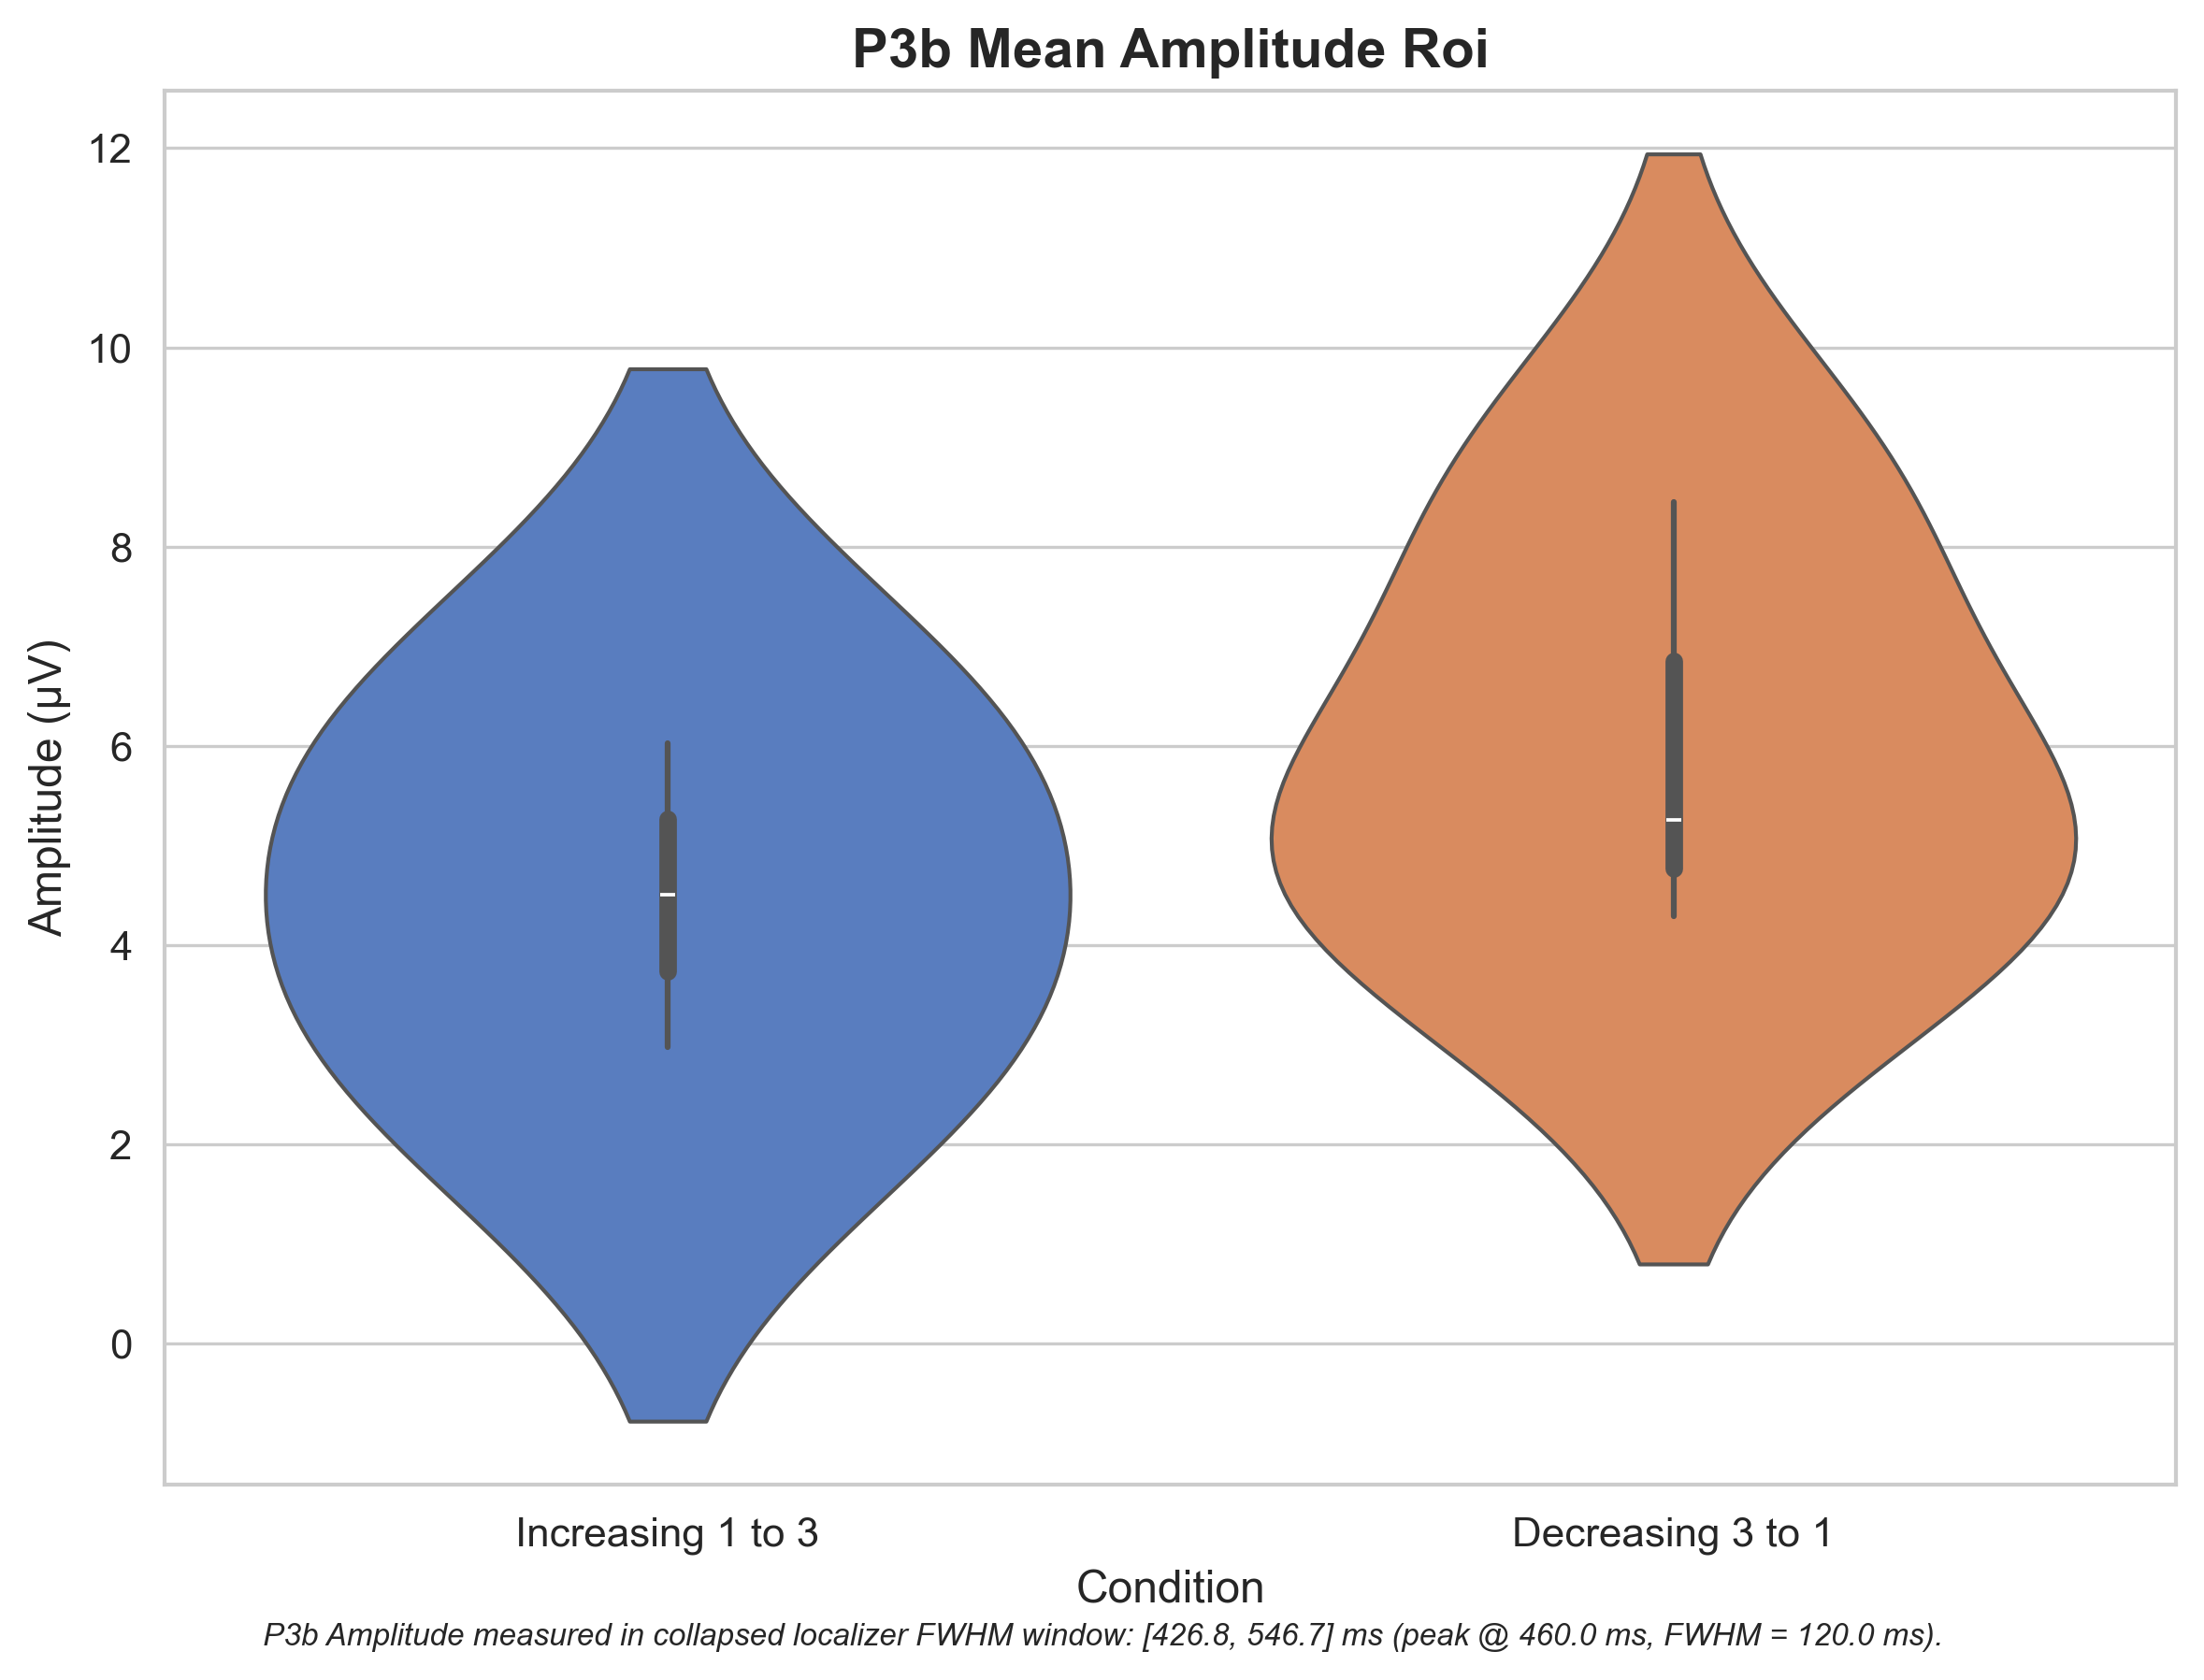 P3b Mean Amplitude Roi
12
10
8
6
4
2
0
Amplitude (µV)
Increasing 1 to 3
Decreasing 3 to 1
Condition
P3b Amplitude measured in collapsed localizer FWHM window: [426.8, 546.7] ms (peak @ 460.0 ms, FWHM = 120.0 ms).